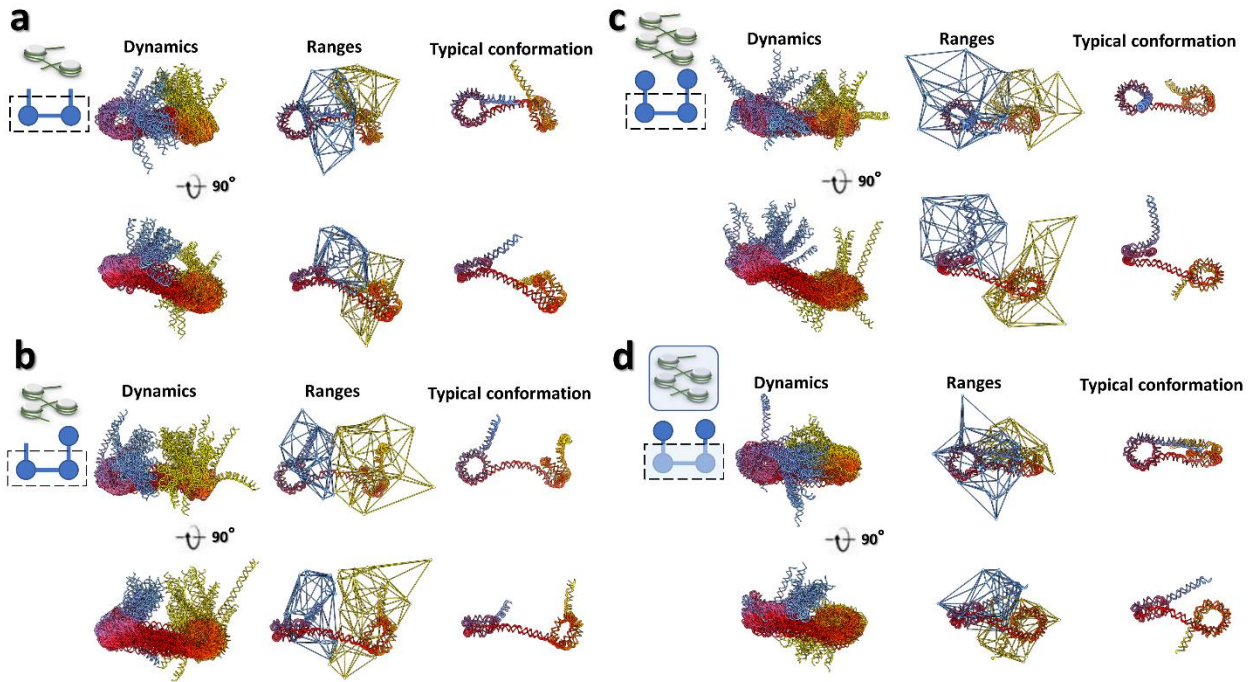 a
Dynamics
Ranges
Typical conformation
90°
b
Dynamics
Ranges
Typical conformation
90°
c
Dynamics
Ranges
Typical conformation
90°
d
Dynamics
Ranges
Typical conformation
90°